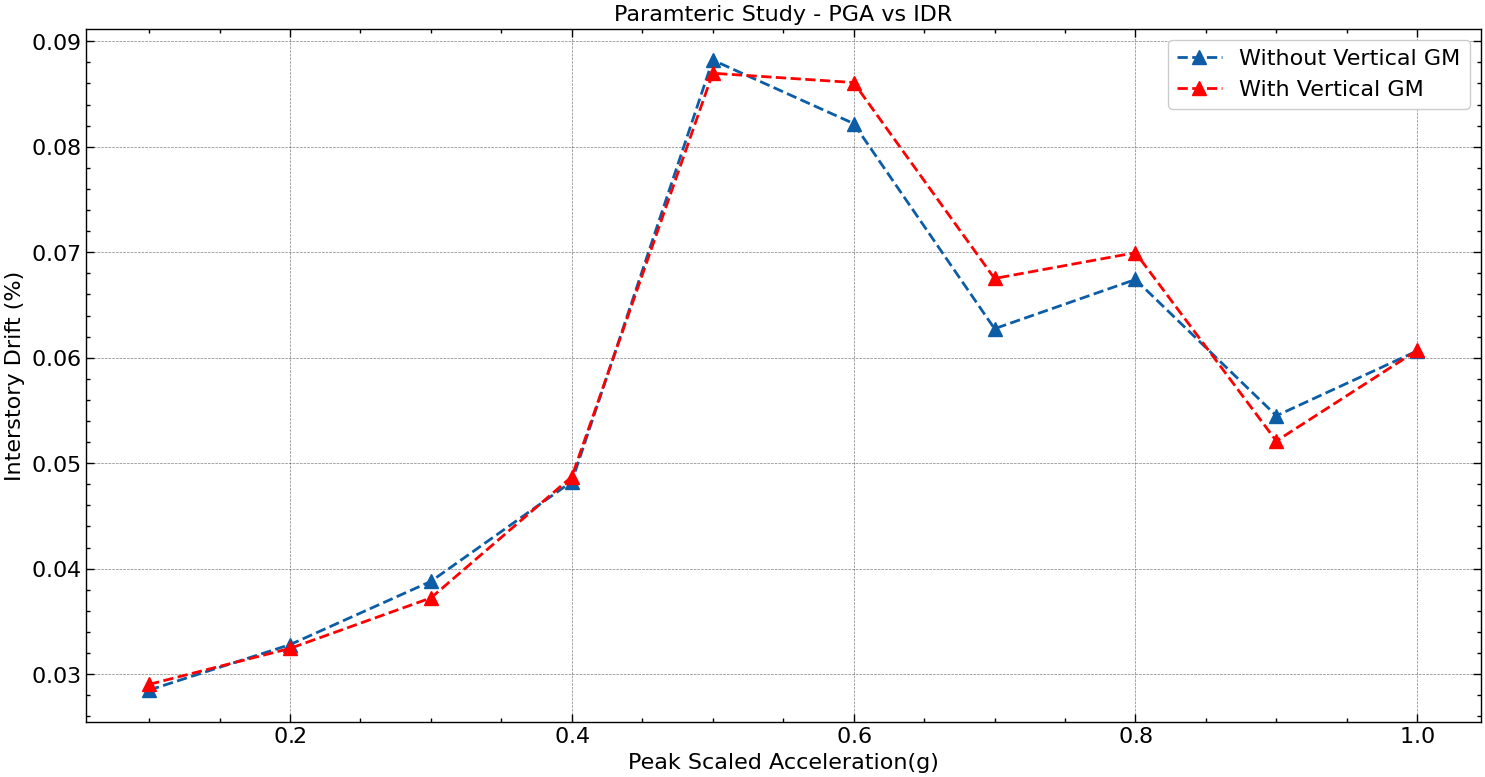 Paramteric Study - PGA vs IDR
Without Vertical GM
With Vertical GM
0.09
0.08
0.07
0.06
0.05
0.04
0.03
Interstory Drift (%)
0.2 0.4 0.6 0.8 1.0
Peak Scaled Acceleration(g)